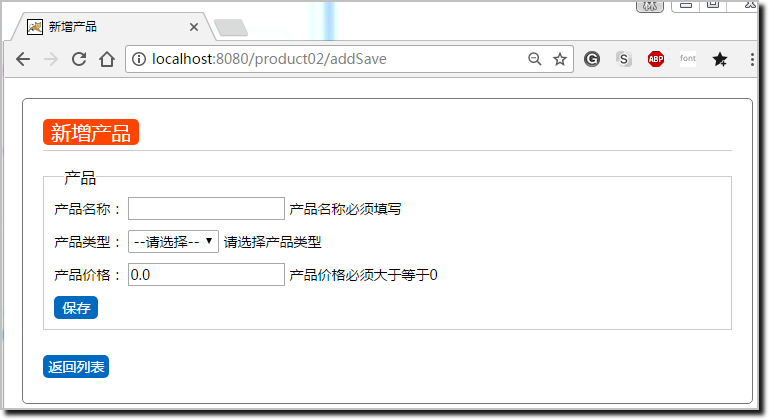 新增产品
localhost:8080/product02/addSave
ABP
font
新增产品
产品
产品名称： 产品名称必须填写
产品类型： --请选择-- 请选择产品类型
产品价格： 0.0 产品价格必须大于等于0
保存
返回列表